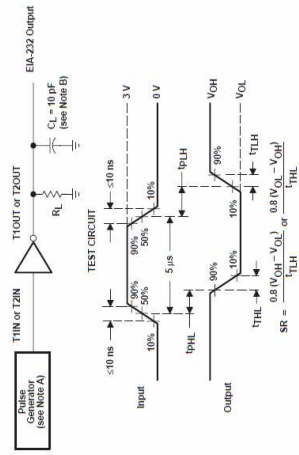 Pulse
Generator
(see Note A)
T1IN or T2IN
T1OUT or T2OUT
EIA-232 Output
RL
CL = 10 pF
(see Note B)
TEST CIRCUIT
≤10 ns
≤10 ns
Input
10%
90%
50%
90%
50%
10%
3 V
0 V
5 µs
tPHL
tPLH
Output
90%
10%
10%
90%
VOH
VOL
tTHL
tTLH
SR = 0.8 (VOH – VOL) / tTLH or 0.8 (VOL – VOH) / tTHL